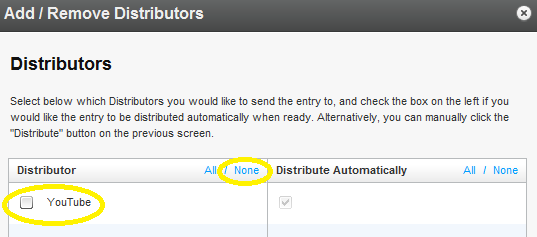 Add / Remove Distributors
Distributors
Select below which Distributors you would like to send the entry to, and check the box on the left if you
would like the entry to be distributed automatically when ready. Alternatively, you can manually click the
"Distribute" button on the previous screen.
Distributor All / None Distribute Automatically All / None
YouTube